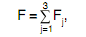 F = ∑_{j=1}^{3} F_j,